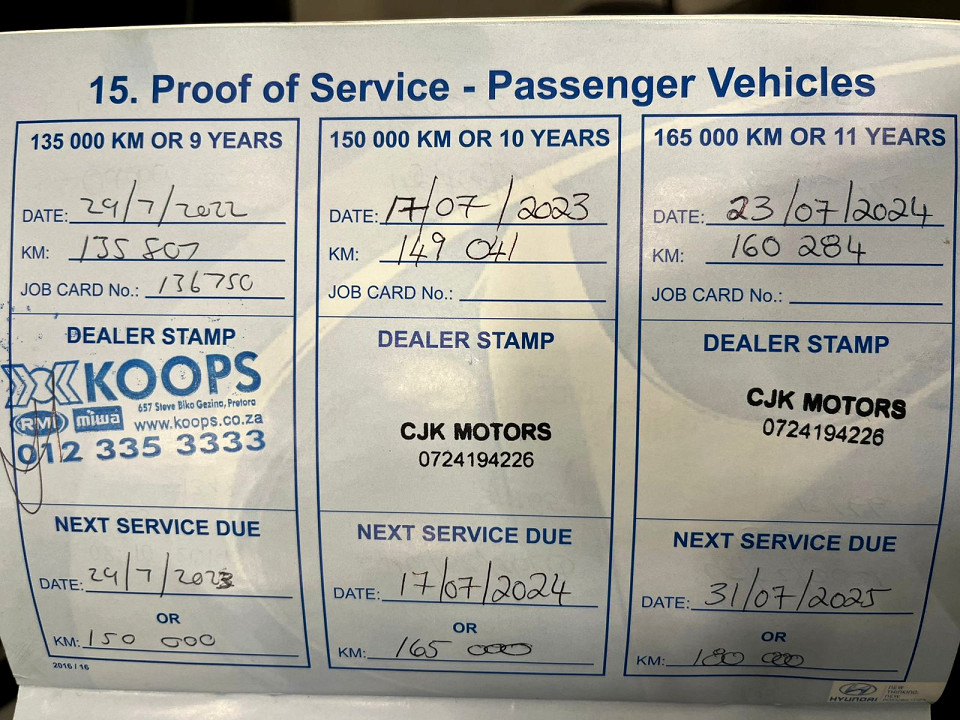 15. Proof of Service - Passenger Vehicles
135 000 KM OR 9 YEARS
DATE: 29/7/2022
KM: 135 807
JOB CARD No.: 136750
DEALER STAMP
KOOPS
657 Steve Biko Gezina, Pretora
RMI miwa www.koops.co.za
012 335 3333
NEXT SERVICE DUE
DATE: 29/7/2023
OR
KM: 150 000
2016 / 16
150 000 KM OR 10 YEARS
DATE: 17/07/2023
KM: 149 041
JOB CARD No.:
DEALER STAMP
CJK MOTORS
0724194226
NEXT SERVICE DUE
DATE: 17/07/2024
OR
KM: 165 000
165 000 KM OR 11 YEARS
DATE: 23/07/2024
KM: 160 284
JOB CARD No.:
DEALER STAMP
CJK MOTORS
0724194226
NEXT SERVICE DUE
DATE: 31/07/2025
OR
KM: 180 000
HYUNDAI
NEW
THINKING.
NEW